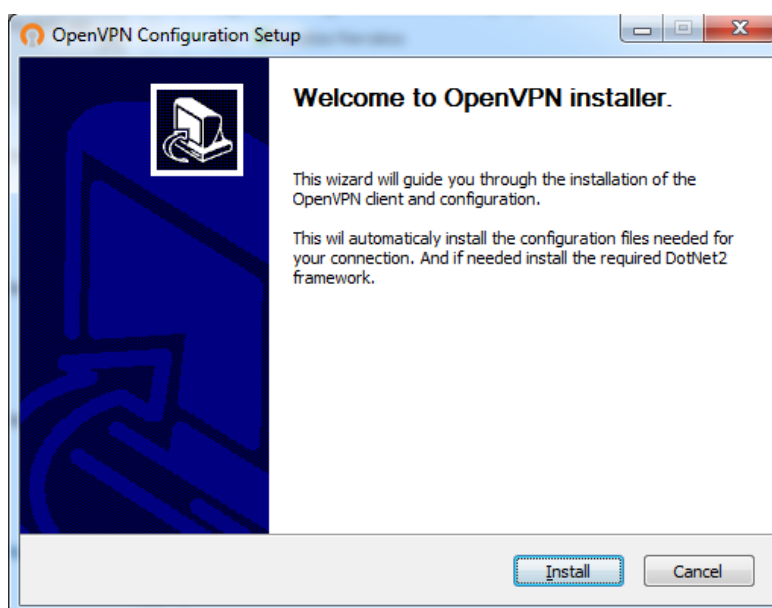 OpenVPN Configuration Setup
X
Welcome to OpenVPN installer.
This wizard will guide you through the installation of the
OpenVPN client and configuration.
This wil automaticaly install the configuration files needed for
your connection. And if needed install the required DotNet2
framework.
Install
Cancel